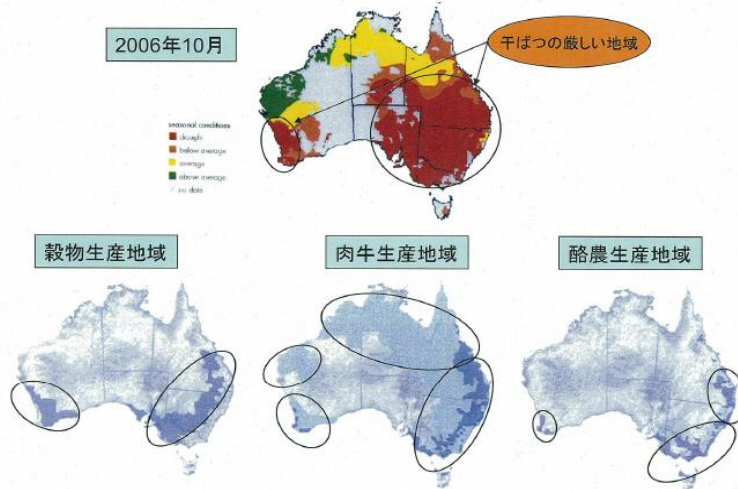 2006年10月
干ばつの厳しい地域
seasonal conditions
drought
below average
average
above average
no data
穀物生産地域
肉牛生産地域
酪農生産地域